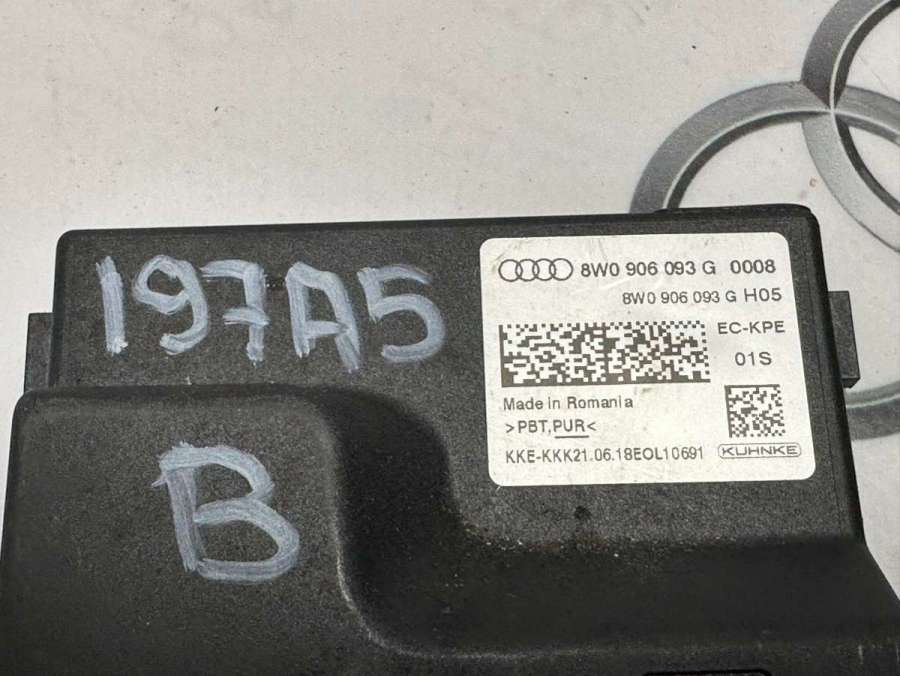 197A5
B
8W0 906 093 G 0008
8W0 906 093 G H05
EC-KPE
01S
Made in Romania
>PBT,PUR<
KKE-KKK21.06.18EOL10691
KUHNKE